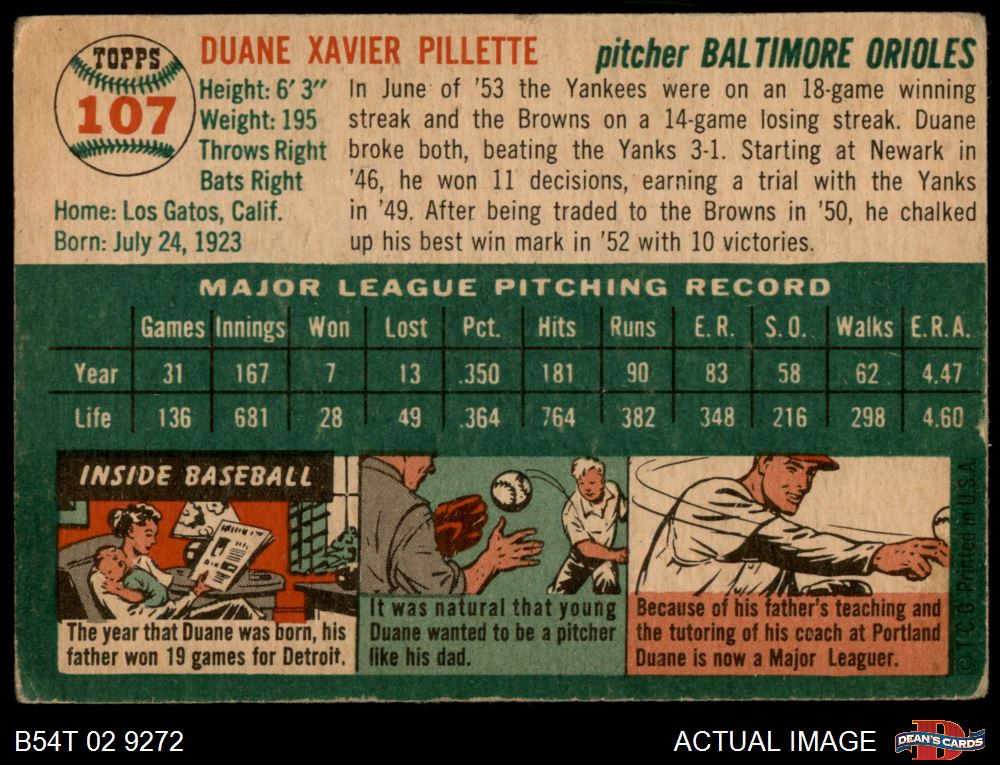 TOPPS
107
DUANE XAVIER PILLETTE
pitcher BALTIMORE ORIOLES
Height: 6' 3"
Weight: 195
Throws Right
Bats Right
Home: Los Gatos, Calif.
Born: July 24, 1923
In June of '53 the Yankees were on an 18-game winning
streak and the Browns on a 14-game losing streak. Duane
broke both, beating the Yanks 3-1. Starting at Newark in
'46, he won 11 decisions, earning a trial with the Yanks
in '49. After being traded to the Browns in '50, he chalked
up his best win mark in '52 with 10 victories.
MAJOR LEAGUE PITCHING RECORD
Games Innings Won Lost Pct. Hits Runs E.R. S.O. Walks E.R.A.
Year 31 167 7 13 .350 181 90 83 58 62 4.47
Life 136 681 28 49 .364 764 382 348 216 298 4.60
INSIDE BASEBALL
The year that Duane was born, his
father won 19 games for Detroit.
It was natural that young
Duane wanted to be a pitcher
like his dad.
Because of his father's teaching and
the tutoring of his coach at Portland
Duane is now a Major Leaguer.
© T.C.G. Printed in U.S.A.
B54T 02 9272
ACTUAL IMAGE
DEAN'S CARDS